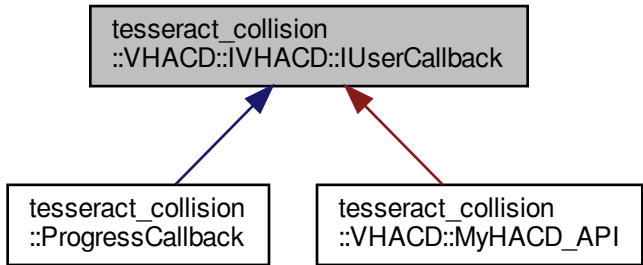 tesseract_collision
::VHACD::IVHACD::IUserCallback
tesseract_collision
::ProgressCallback
tesseract_collision
::VHACD::MyHACD_API